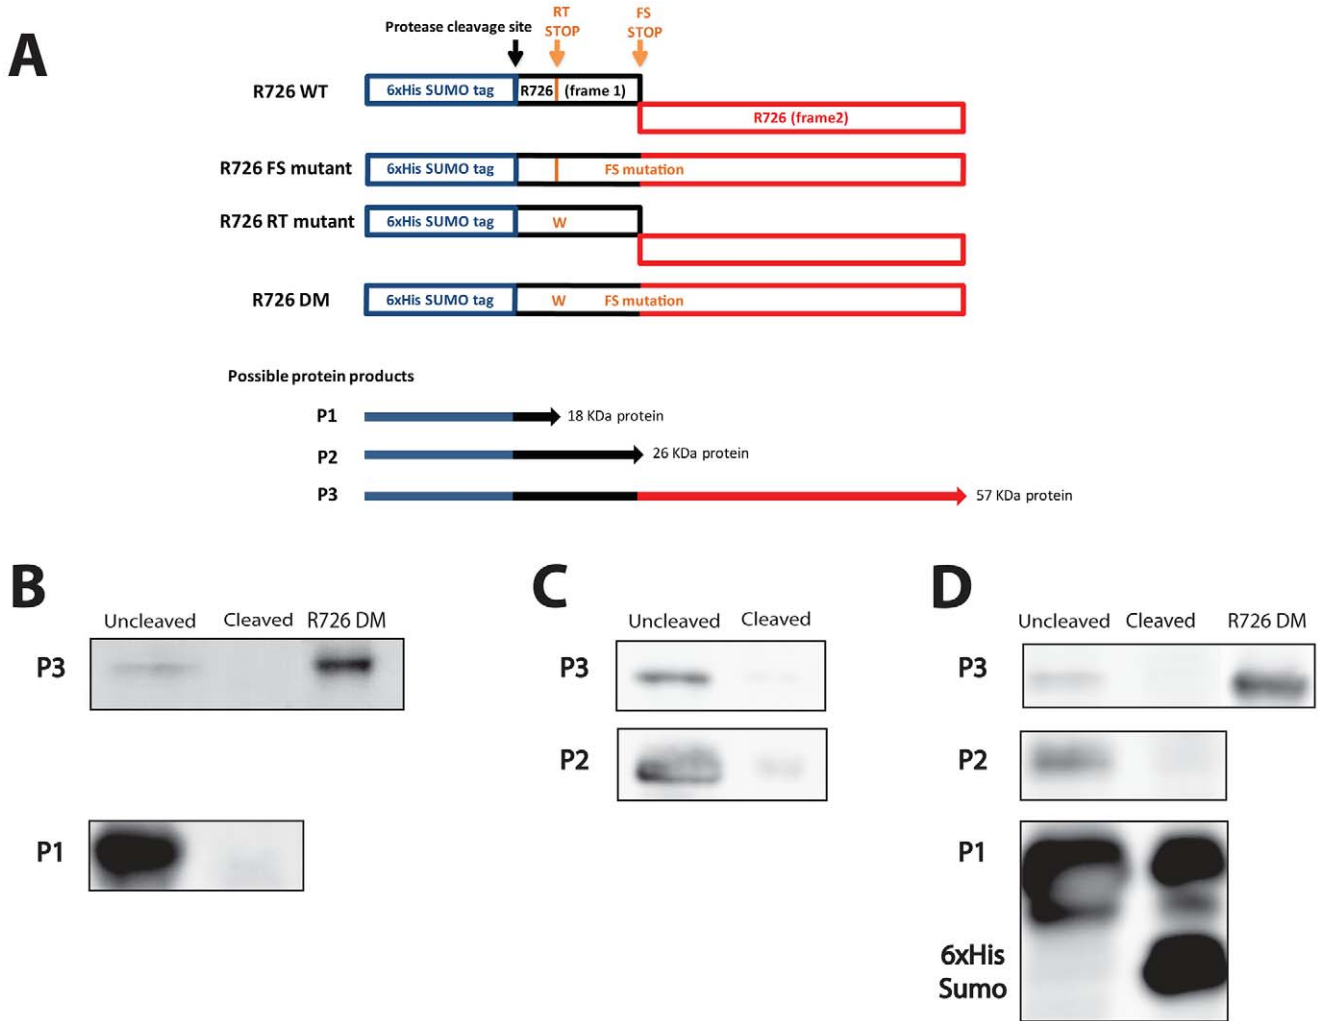 A
Protease cleavage site
RT
STOP
FS
STOP
R726 WT
6xHis SUMO tag
R726
(frame 1)
R726 (frame2)
R726 FS mutant
6xHis SUMO tag
FS mutation
R726 RT mutant
6xHis SUMO tag
W
R726 DM
6xHis SUMO tag
W
FS mutation
Possible protein products
P1
18 KDa protein
P2
26 KDa protein
P3
57 KDa protein
B
Uncleaved Cleaved R726 DM
P3
P1
C
Uncleaved Cleaved
P3
P2
D
Uncleaved Cleaved R726 DM
P3
P2
P1
6xHis
Sumo